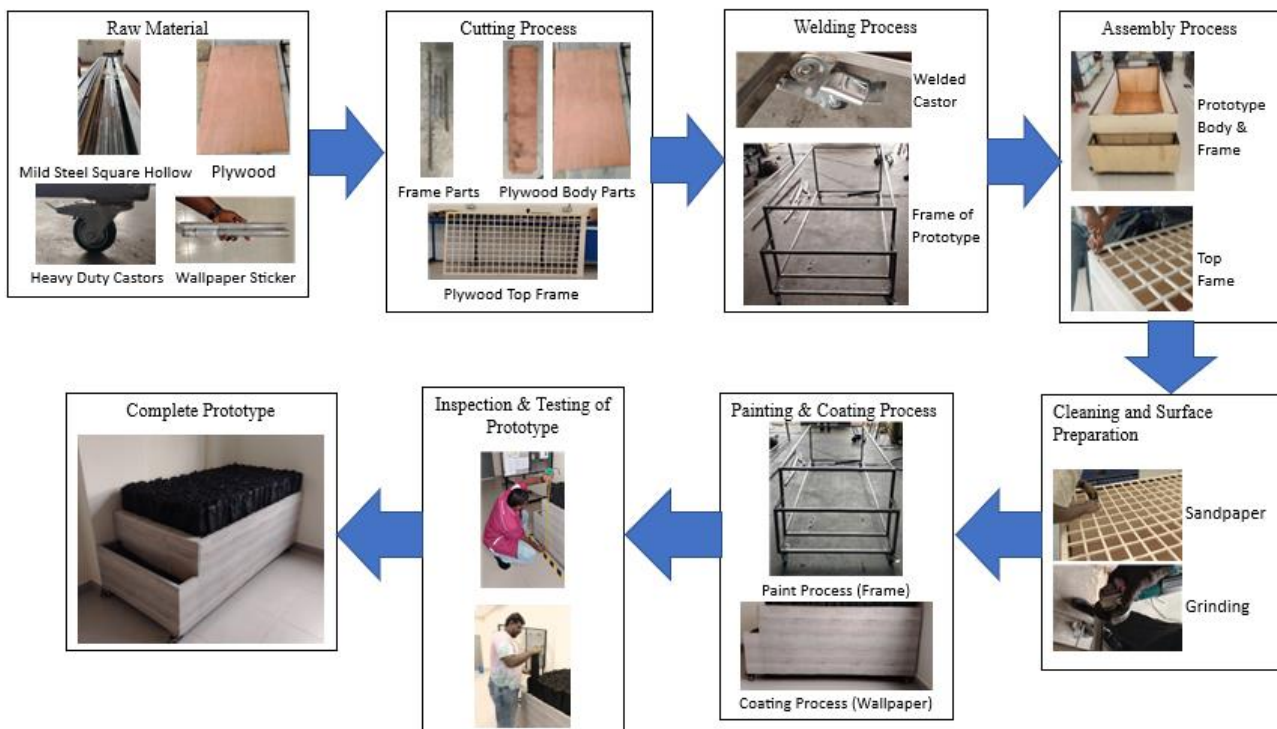 Raw Material
Mild Steel Square Hollow
Plywood
Heavy Duty Castors
Wallpaper Sticker
Cutting Process
Frame Parts
Plywood Body Parts
Plywood Top Frame
Welding Process
Welded
Castor
Frame of
Prototype
Assembly Process
Prototype
Body &
Frame
Top
Fame
Cleaning and Surface
Preparation
Sandpaper
Grinding
Painting & Coating Process
Paint Process (Frame)
Coating Process (Wallpaper)
Inspection & Testing of
Prototype
Complete Prototype